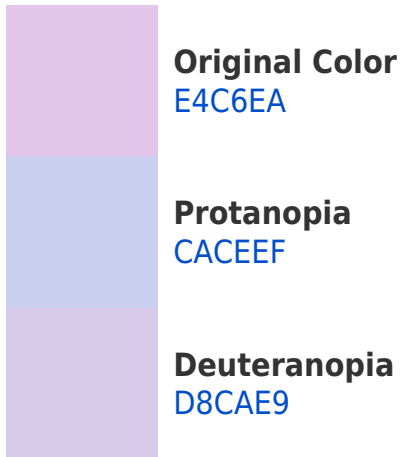 Original Color
E4C6EA
Protanopia
CACEEF
Deuteranopia
D8CAE9